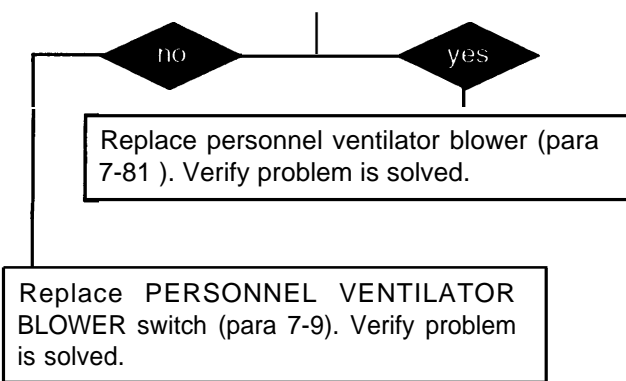 no
yes
Replace personnel ventilator blower (para
7-81 ). Verify problem is solved.
Replace PERSONNEL VENTILATOR
BLOWER switch (para 7-9). Verify problem
is solved.